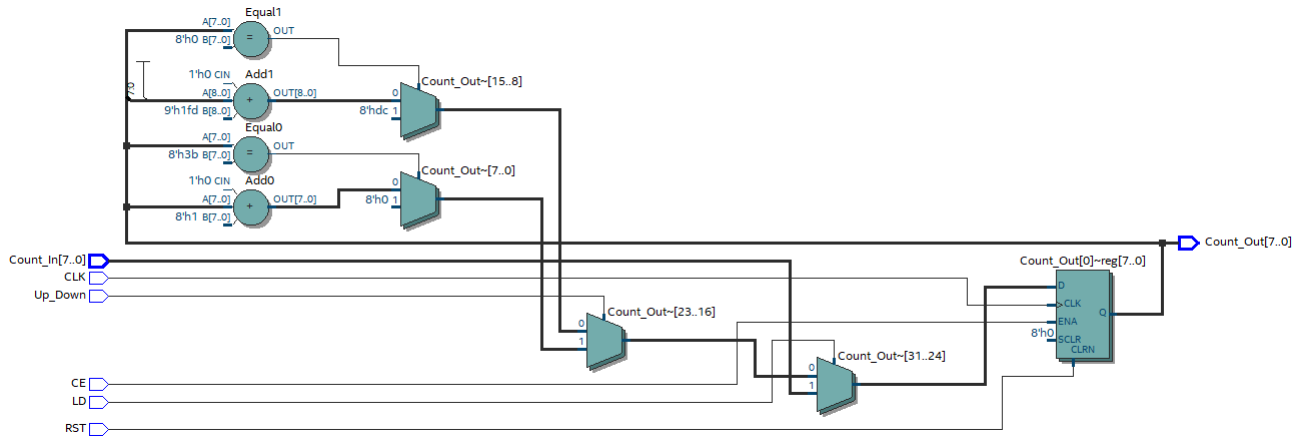 Equal1
A[7..0]
8'h0 B[7..0]
=
OUT
7:0
1'h0 CIN
Add1
A[8..0]
9'h1fd B[8..0]
+
OUT[8..0]
Count_Out~[15..8]
0
8'hdc 1
Equal0
A[7..0]
8'h3b B[7..0]
=
OUT
1'h0 CIN
Add0
A[7..0]
8'h1 B[7..0]
+
OUT[7..0]
Count_Out~[7..0]
0
8'h0 1
Count_Out[7..0]
Count_In[7..0]
CLK
Up_Down
Count_Out~[23..16]
0
1
Count_Out~[31..24]
0
1
Count_Out[0]~reg[7..0]
D
>CLK
ENA
8'h0 SCLR
CLRN
Q
CE
LD
RST